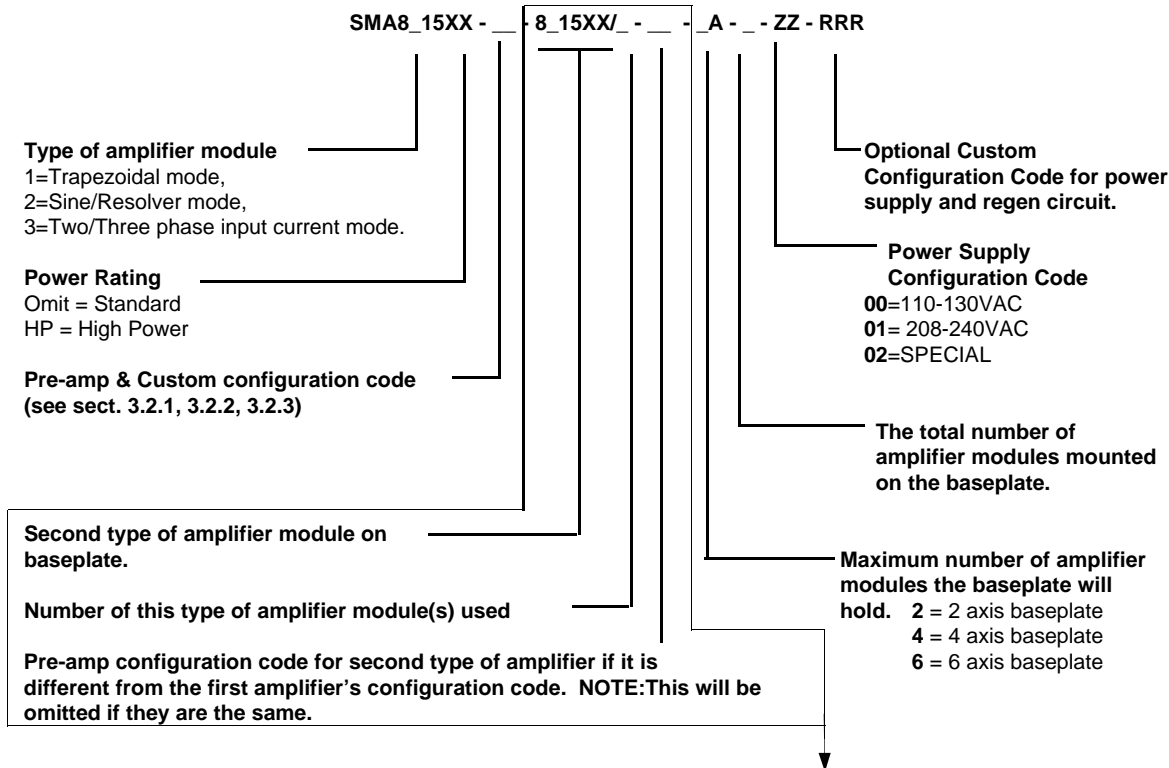 SMA8_15XX - __ - 8_15XX/_ - __ - _A - _ - ZZ - RRR
Type of amplifier module
1=Trapezoidal mode,
2=Sine/Resolver mode,
3=Two/Three phase input current mode.
Power Rating
Omit = Standard
HP = High Power
Pre-amp & Custom configuration code
(see sect. 3.2.1, 3.2.2, 3.2.3)
Second type of amplifier module on
baseplate.
Number of this type of amplifier module(s) used
Pre-amp configuration code for second type of amplifier if it is
different from the first amplifier's configuration code. NOTE:This will be
omitted if they are the same.
Optional Custom
Configuration Code for power
supply and regen circuit.
Power Supply
Configuration Code
00=110-130VAC
01= 208-240VAC
02=SPECIAL
The total number of
amplifier modules mounted
on the baseplate.
Maximum number of amplifier
modules the baseplate will
hold. 2 = 2 axis baseplate
4 = 4 axis baseplate
6 = 6 axis baseplate